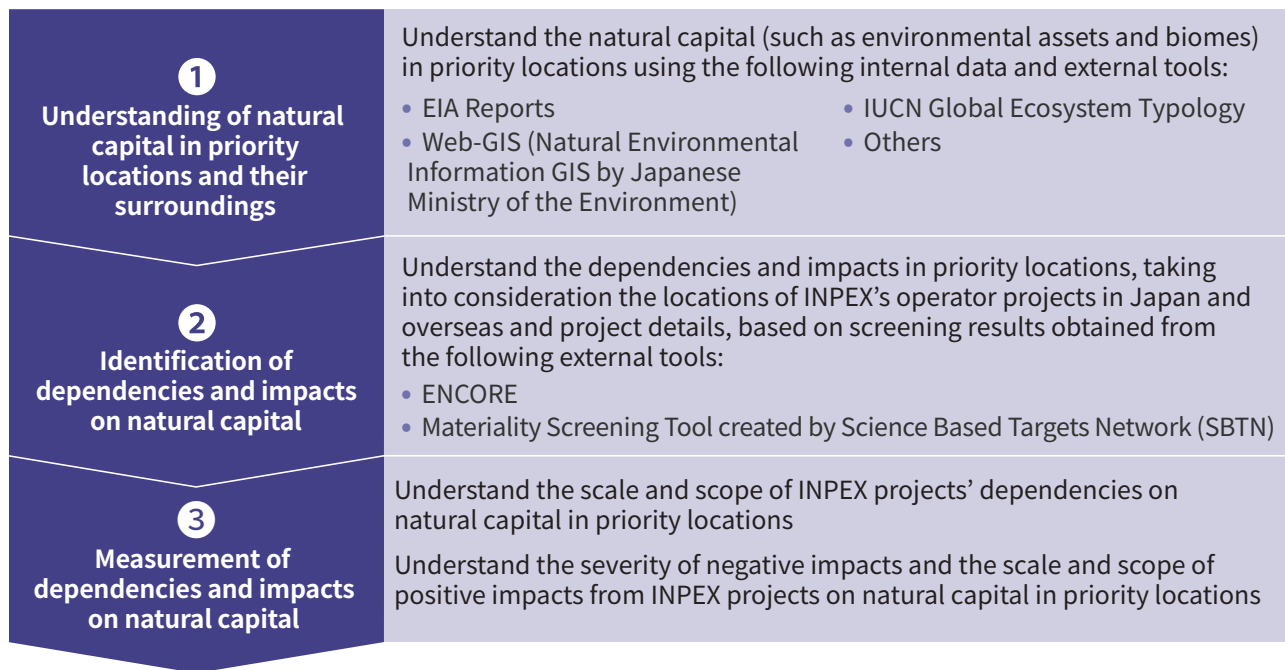 1
Understanding of natural
capital in priority
locations and their
surroundings
Understand the natural capital (such as environmental assets and biomes)
in priority locations using the following internal data and external tools:
• EIA Reports
• Web-GIS (Natural Environmental
Information GIS by Japanese
Ministry of the Environment)
• IUCN Global Ecosystem Typology
• Others
2
Identification of
dependencies and impacts
on natural capital
Understand the dependencies and impacts in priority locations, taking
into consideration the locations of INPEX’s operator projects in Japan and
overseas and project details, based on screening results obtained from
the following external tools:
• ENCORE
• Materiality Screening Tool created by Science Based Targets Network (SBTN)
3
Measurement of
dependencies and impacts
on natural capital
Understand the scale and scope of INPEX projects’ dependencies on
natural capital in priority locations
Understand the severity of negative impacts and the scale and scope of
positive impacts from INPEX projects on natural capital in priority locations